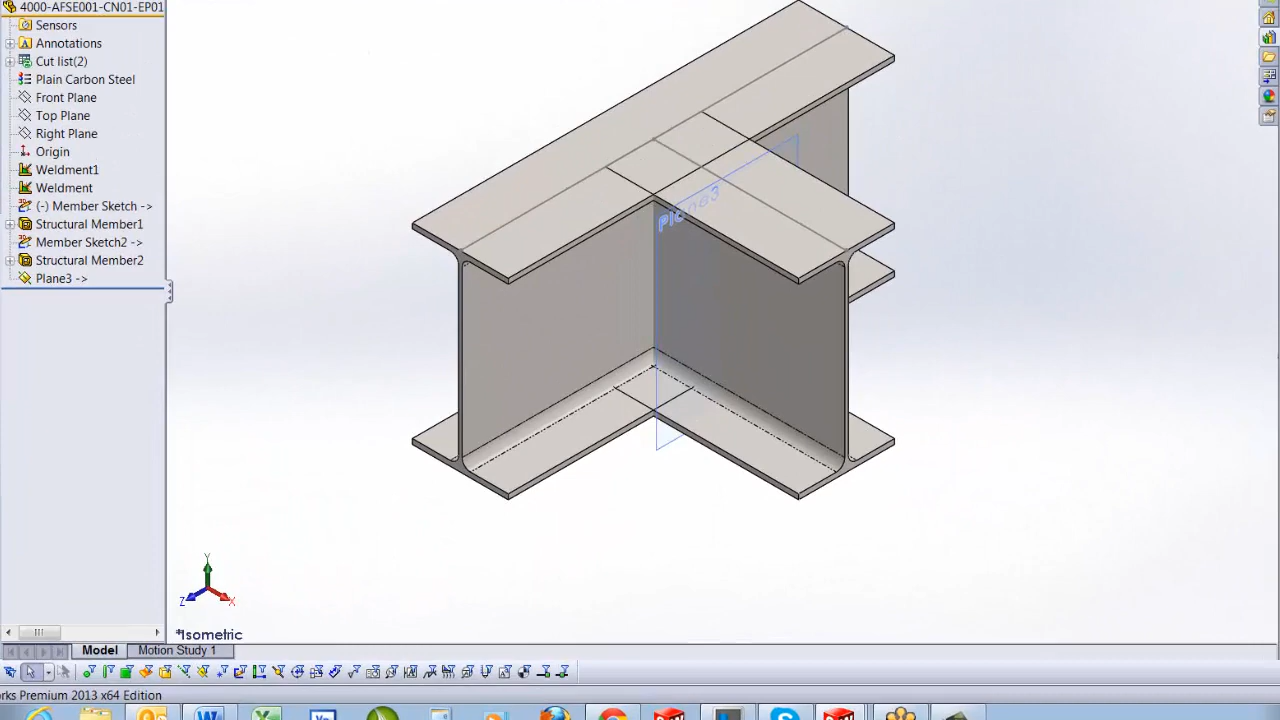 4000-AFSE001-CN01-EP01
Sensors
Annotations
Cut list(2)
Plain Carbon Steel
Front Plane
Top Plane
Right Plane
Origin
Weldment1
Weldment
(-) Member Sketch ->
Structural Member1
Member Sketch2 ->
Structural Member2
Plane3 ->
Plane3
Y
Z
X
*Isometric
Model
Motion Study 1
rks Premium 2013 x64 Edition